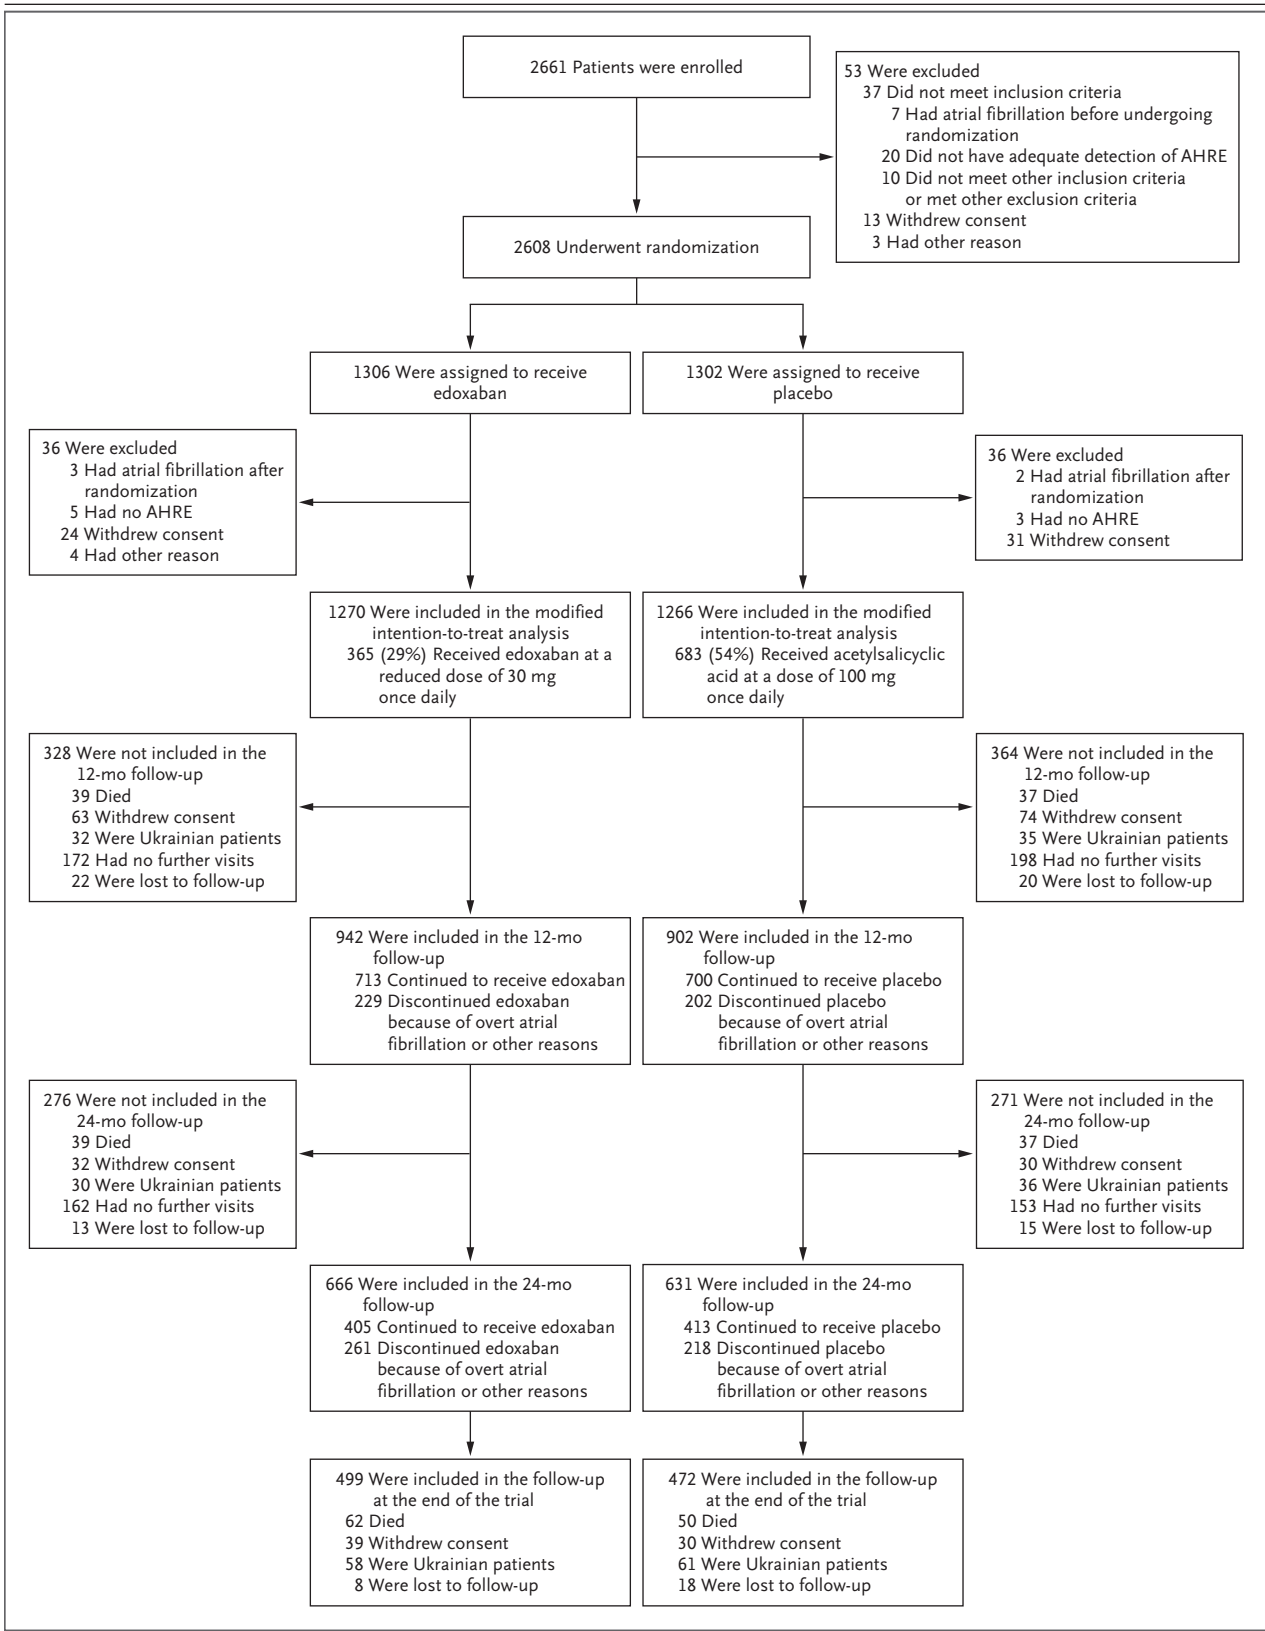 2661 Patients were enrolled
53 Were excluded
37 Did not meet inclusion criteria
7 Had atrial fibrillation before undergoing
randomization
20 Did not have adequate detection of AHRE
10 Did not meet other inclusion criteria
or met other exclusion criteria
13 Withdrew consent
3 Had other reason
2608 Underwent randomization
1306 Were assigned to receive
edoxaban
1302 Were assigned to receive
placebo
36 Were excluded
3 Had atrial fibrillation after
randomization
5 Had no AHRE
24 Withdrew consent
4 Had other reason
36 Were excluded
2 Had atrial fibrillation after
randomization
3 Had no AHRE
31 Withdrew consent
1270 Were included in the modified
intention-to-treat analysis
365 (29%) Received edoxaban at a
reduced dose of 30 mg
once daily
1266 Were included in the modified
intention-to-treat analysis
683 (54%) Received acetylsalicyclic
acid at a dose of 100 mg
once daily
328 Were not included in the
12-mo follow-up
39 Died
63 Withdrew consent
32 Were Ukrainian patients
172 Had no further visits
22 Were lost to follow-up
364 Were not included in the
12-mo follow-up
37 Died
74 Withdrew consent
35 Were Ukrainian patients
198 Had no further visits
20 Were lost to follow-up
942 Were included in the 12-mo
follow-up
713 Continued to receive edoxaban
229 Discontinued edoxaban
because of overt atrial
fibrillation or other reasons
902 Were included in the 12-mo
follow-up
700 Continued to receive placebo
202 Discontinued placebo
because of overt atrial
fibrillation or other reasons
276 Were not included in the
24-mo follow-up
39 Died
32 Withdrew consent
30 Were Ukrainian patients
162 Had no further visits
13 Were lost to follow-up
271 Were not included in the
24-mo follow-up
37 Died
30 Withdrew consent
36 Were Ukrainian patients
153 Had no further visits
15 Were lost to follow-up
666 Were included in the 24-mo
follow-up
405 Continued to receive edoxaban
261 Discontinued edoxaban
because of overt atrial
fibrillation or other reasons
631 Were included in the 24-mo
follow-up
413 Continued to receive placebo
218 Discontinued placebo
because of overt atrial
fibrillation or other reasons
499 Were included in the follow-up
at the end of the trial
62 Died
39 Withdrew consent
58 Were Ukrainian patients
8 Were lost to follow-up
472 Were included in the follow-up
at the end of the trial
50 Died
30 Withdrew consent
61 Were Ukrainian patients
18 Were lost to follow-up